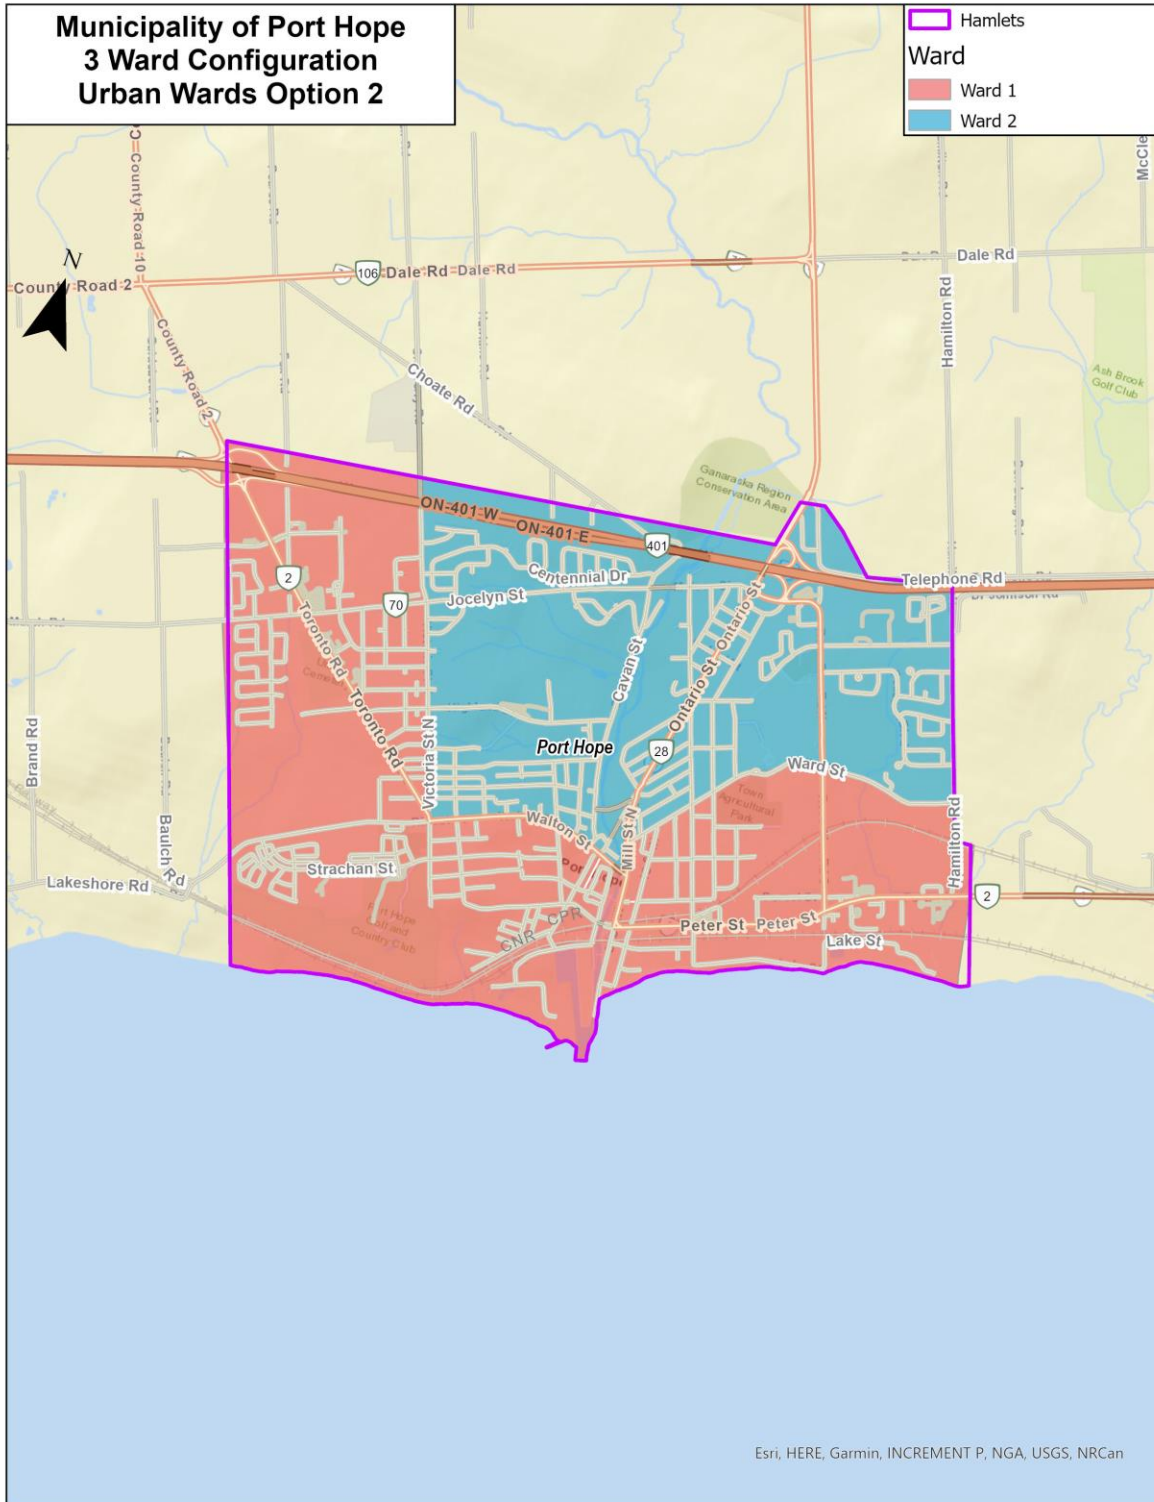 Municipality of Port Hope
3 Ward Configuration
Urban Wards Option 2
Hamlets
Ward
Ward 1
Ward 2
N
County Road 10
County Road 2
106
Dale Rd
Dale Rd
Dale Rd
Hamilton Rd
County Road 2
Choate Rd
Ash Brook
Golf Club
Ganaraska Region
Conservation Area
ON-401 W
ON-401 E
401
Telephone Rd
Centennial Dr
2
70
Jocelyn St
Ontario St
Toronto Rd
Cavan St
Ontario St
Toronto Rd
Victoria St N
Port Hope
28
Brand Rd
Ward St
Town
Agricultural
Park
Walton St
Mill St N
Hamilton Rd
Baulch Rd
Strachan St
Lakeshore Rd
2
Port Hope
Golf and
Country Club
CPR
CNR
Peter St
Peter St
Lake St
Esri, HERE, Garmin, INCREMENT P, NGA, USGS, NRCan